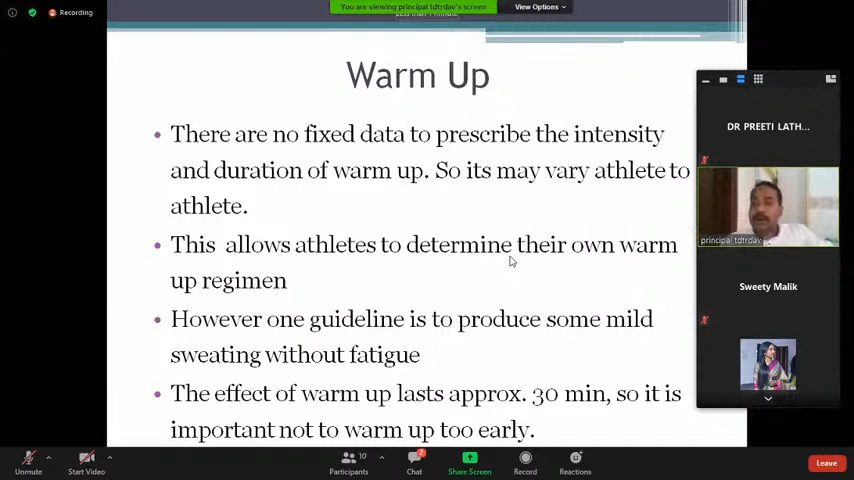 Recording
You are viewing principal tdtrdav's screen
View Options
Warm Up
There are no fixed data to prescribe the intensity
and duration of warm up. So its may vary athlete to
athlete.
This allows athletes to determine their own warm
up regimen
However one guideline is to produce some mild
sweating without fatigue
The effect of warm up lasts approx. 30 min, so it is
important not to warm up too early.
DR PREETI LATH...
principal tdtrdav
Sweety Malik
Unmute
Start Video
10
Participants
2
Chat
Share Screen
Record
Reactions
Leave